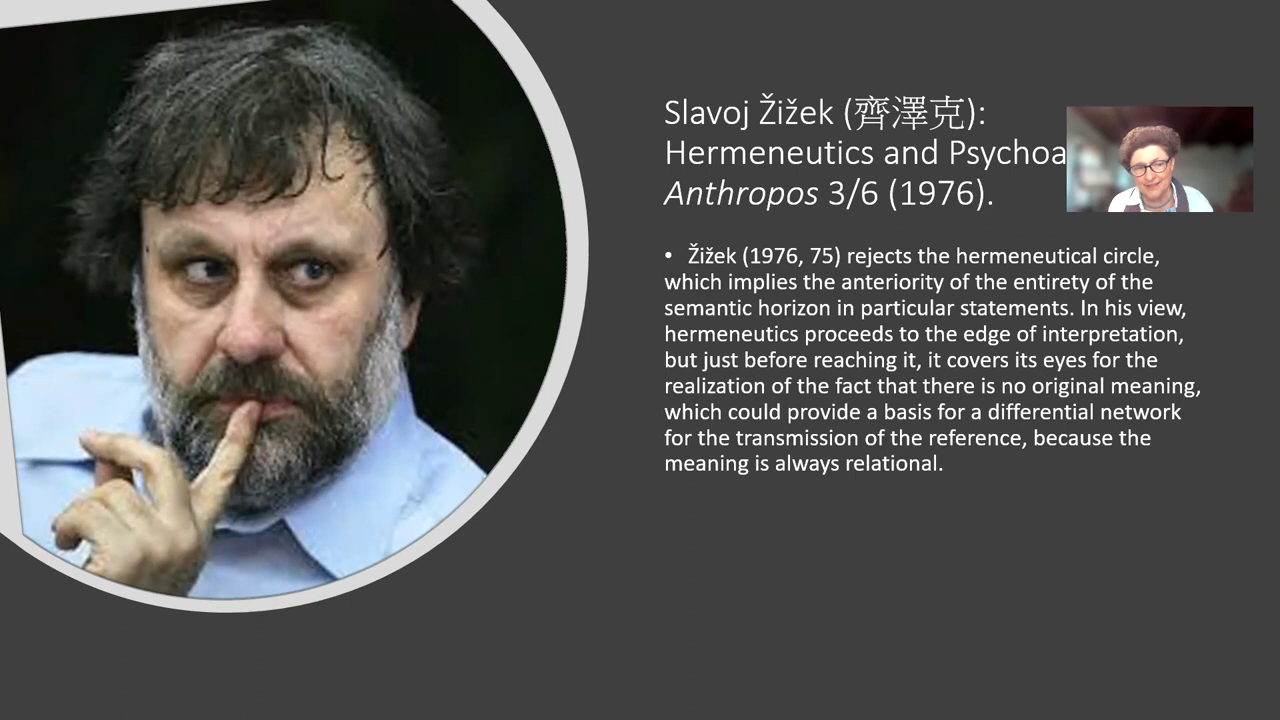 Slavoj Žižek (齊澤克):
Hermeneutics and Psychoa
Anthropos 3/6 (1976).
• Žižek (1976, 75) rejects the hermeneutical circle,
which implies the anteriority of the entirety of the
semantic horizon in particular statements. In his view,
hermeneutics proceeds to the edge of interpretation,
but just before reaching it, it covers its eyes for the
realization of the fact that there is no original meaning,
which could provide a basis for a differential network
for the transmission of the reference, because the
meaning is always relational.